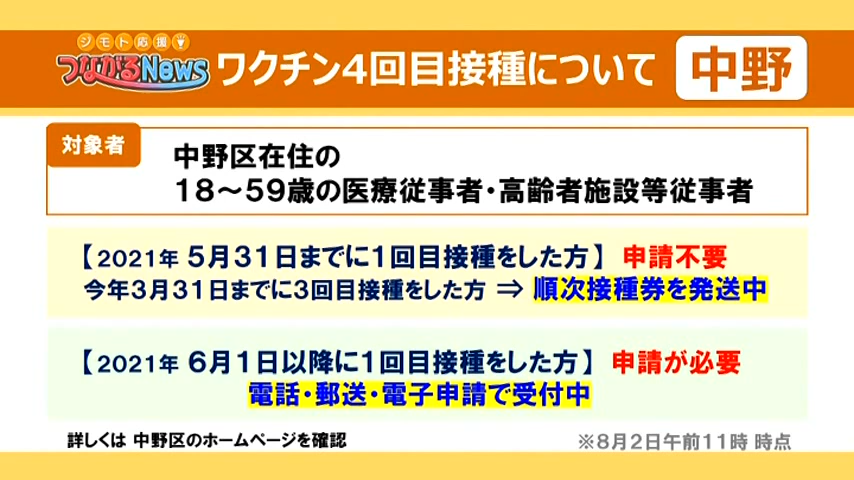 ジモト応援
つながるNews
ワクチン4回目接種について
中野
対象者
中野区在住の
18～59歳の医療従事者・高齢者施設等従事者
【2021年 5月31日までに1回目接種をした方】 申請不要
今年3月31日までに3回目接種をした方 ⇒ 順次接種券を発送中
【2021年 6月1日以降に1回目接種をした方】 申請が必要
電話・郵送・電子申請で受付中
詳しくは 中野区のホームページを確認
※8月2日午前11時 時点